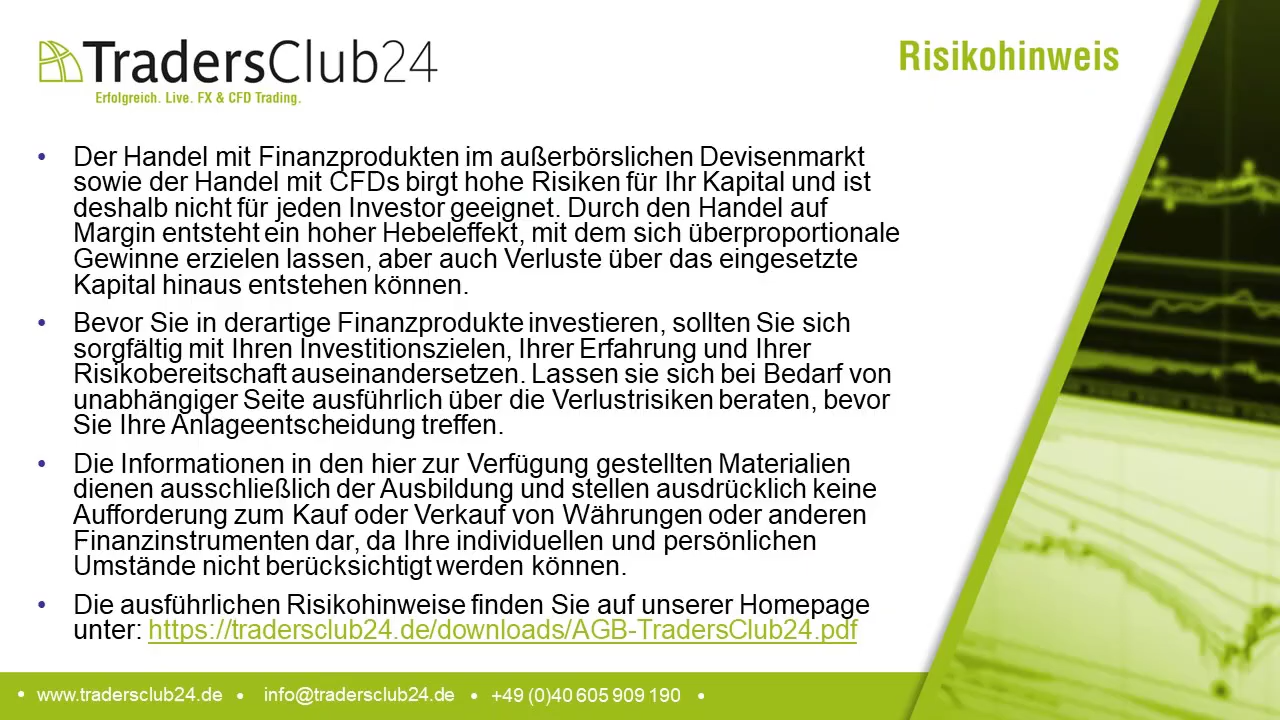 TradersClub24
Erfolgreich. Live. FX & CFD Trading.
Risikohinweis
• Der Handel mit Finanzprodukten im außerbörslichen Devisenmarkt
sowie der Handel mit CFDs birgt hohe Risiken für Ihr Kapital und ist
deshalb nicht für jeden Investor geeignet. Durch den Handel auf
Margin entsteht ein hoher Hebeleffekt, mit dem sich überproportionale
Gewinne erzielen lassen, aber auch Verluste über das eingesetzte
Kapital hinaus entstehen können.
• Bevor Sie in derartige Finanzprodukte investieren, sollten Sie sich
sorgfältig mit Ihren Investitionszielen, Ihrer Erfahrung und Ihrer
Risikobereitschaft auseinandersetzen. Lassen sie sich bei Bedarf von
unabhängiger Seite ausführlich über die Verlustrisiken beraten, bevor
Sie Ihre Anlageentscheidung treffen.
• Die Informationen in den hier zur Verfügung gestellten Materialien
dienen ausschließlich der Ausbildung und stellen ausdrücklich keine
Aufforderung zum Kauf oder Verkauf von Währungen oder anderen
Finanzinstrumenten dar, da Ihre individuellen und persönlichen
Umstände nicht berücksichtigt werden können.
• Die ausführlichen Risikohinweise finden Sie auf unserer Homepage
unter: https://tradersclub24.de/downloads/AGB-TradersClub24.pdf
• www.tradersclub24.de • info@tradersclub24.de • +49 (0)40 605 909 190 •